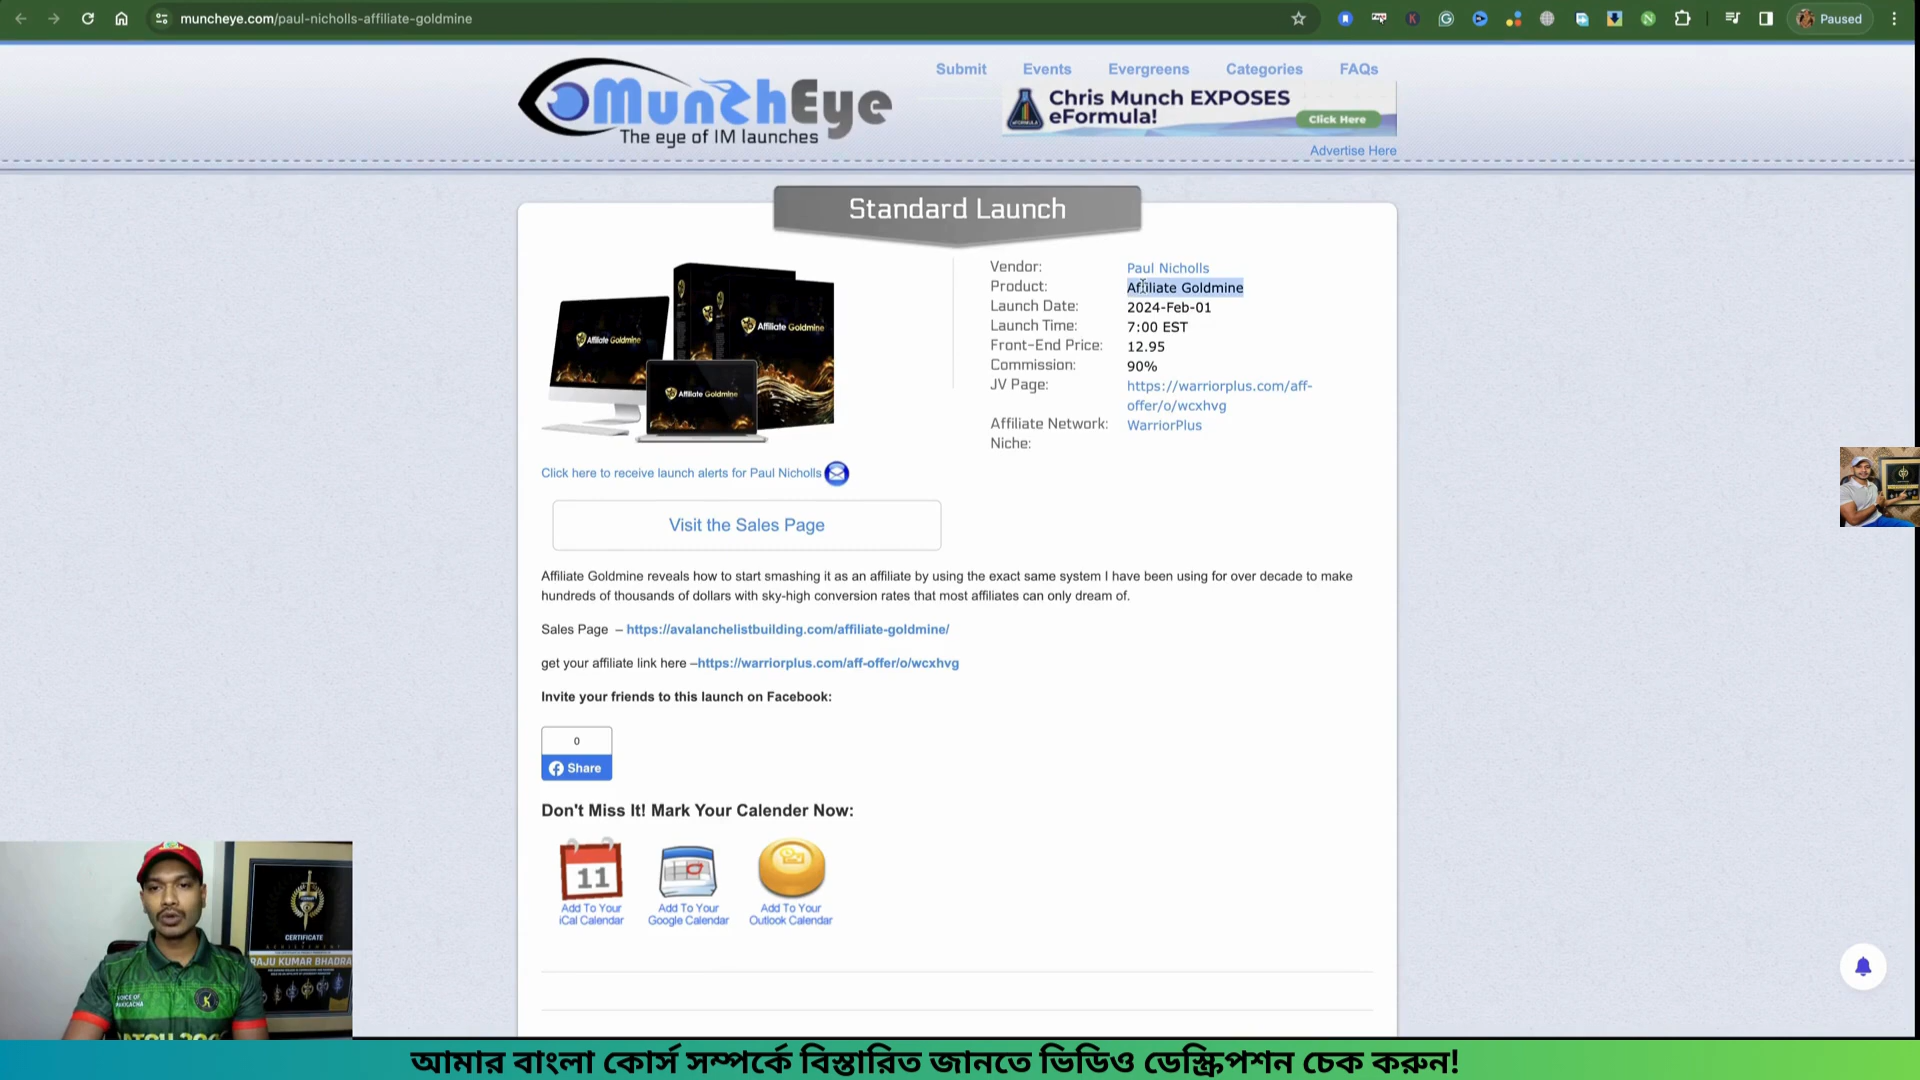 muncheye.com/paul-nicholls-affiliate-goldmine
Paused
MunchEye
The eye of IM launches
Submit
Events
Evergreens
Categories
FAQs
Chris Munch EXPOSES
eFormula!
Click Here
Advertise Here
Standard Launch
Affiliate Goldmine
Affiliate Goldmine
Affiliate Goldmine
Vendor: Paul Nicholls
Product: Affiliate Goldmine
Launch Date: 2024-Feb-01
Launch Time: 7:00 EST
Front-End Price: 12.95
Commission: 90%
JV Page: https://warriorplus.com/aff-
offer/o/wcxhvg
Affiliate Network: WarriorPlus
Niche:
Click here to receive launch alerts for Paul Nicholls
Visit the Sales Page
Affiliate Goldmine reveals how to start smashing it as an affiliate by using the exact same system I have been using for over decade to make
hundreds of thousands of dollars with sky-high conversion rates that most affiliates can only dream of.
Sales Page – https://avalanchelistbuilding.com/affiliate-goldmine/
get your affiliate link here –https://warriorplus.com/aff-offer/o/wcxhvg
Invite your friends to this launch on Facebook:
0
Share
Don't Miss It! Mark Your Calender Now:
11
Add To Your
iCal Calendar
Add To Your
Google Calendar
Add To Your
Outlook Calendar
CERTIFICATE
RAJU KUMAR BHADRA
আমার বাংলা কোর্স সম্পর্কে বিস্তারিত জানতে ভিডিও ডেস্ক্রিপশন চেক করুন!